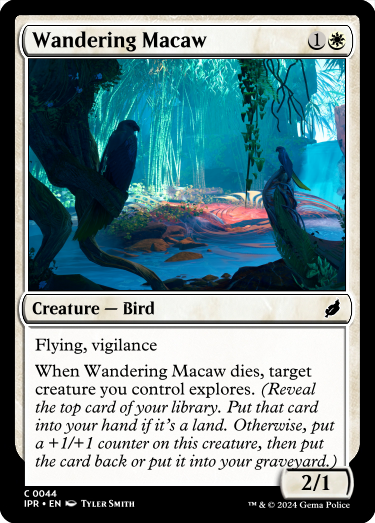 Wandering Macaw 1
Creature — Bird
Flying, vigilance
When Wandering Macaw dies, target
creature you control explores. (Reveal
the top card of your library. Put that card
into your hand if it's a land. Otherwise, put
a +1/+1 counter on this creature, then put
the card back or put it into your graveyard.)
2/1
C 0044
IPR • EN Tyler Smith
™ & © 2024 Gema Police